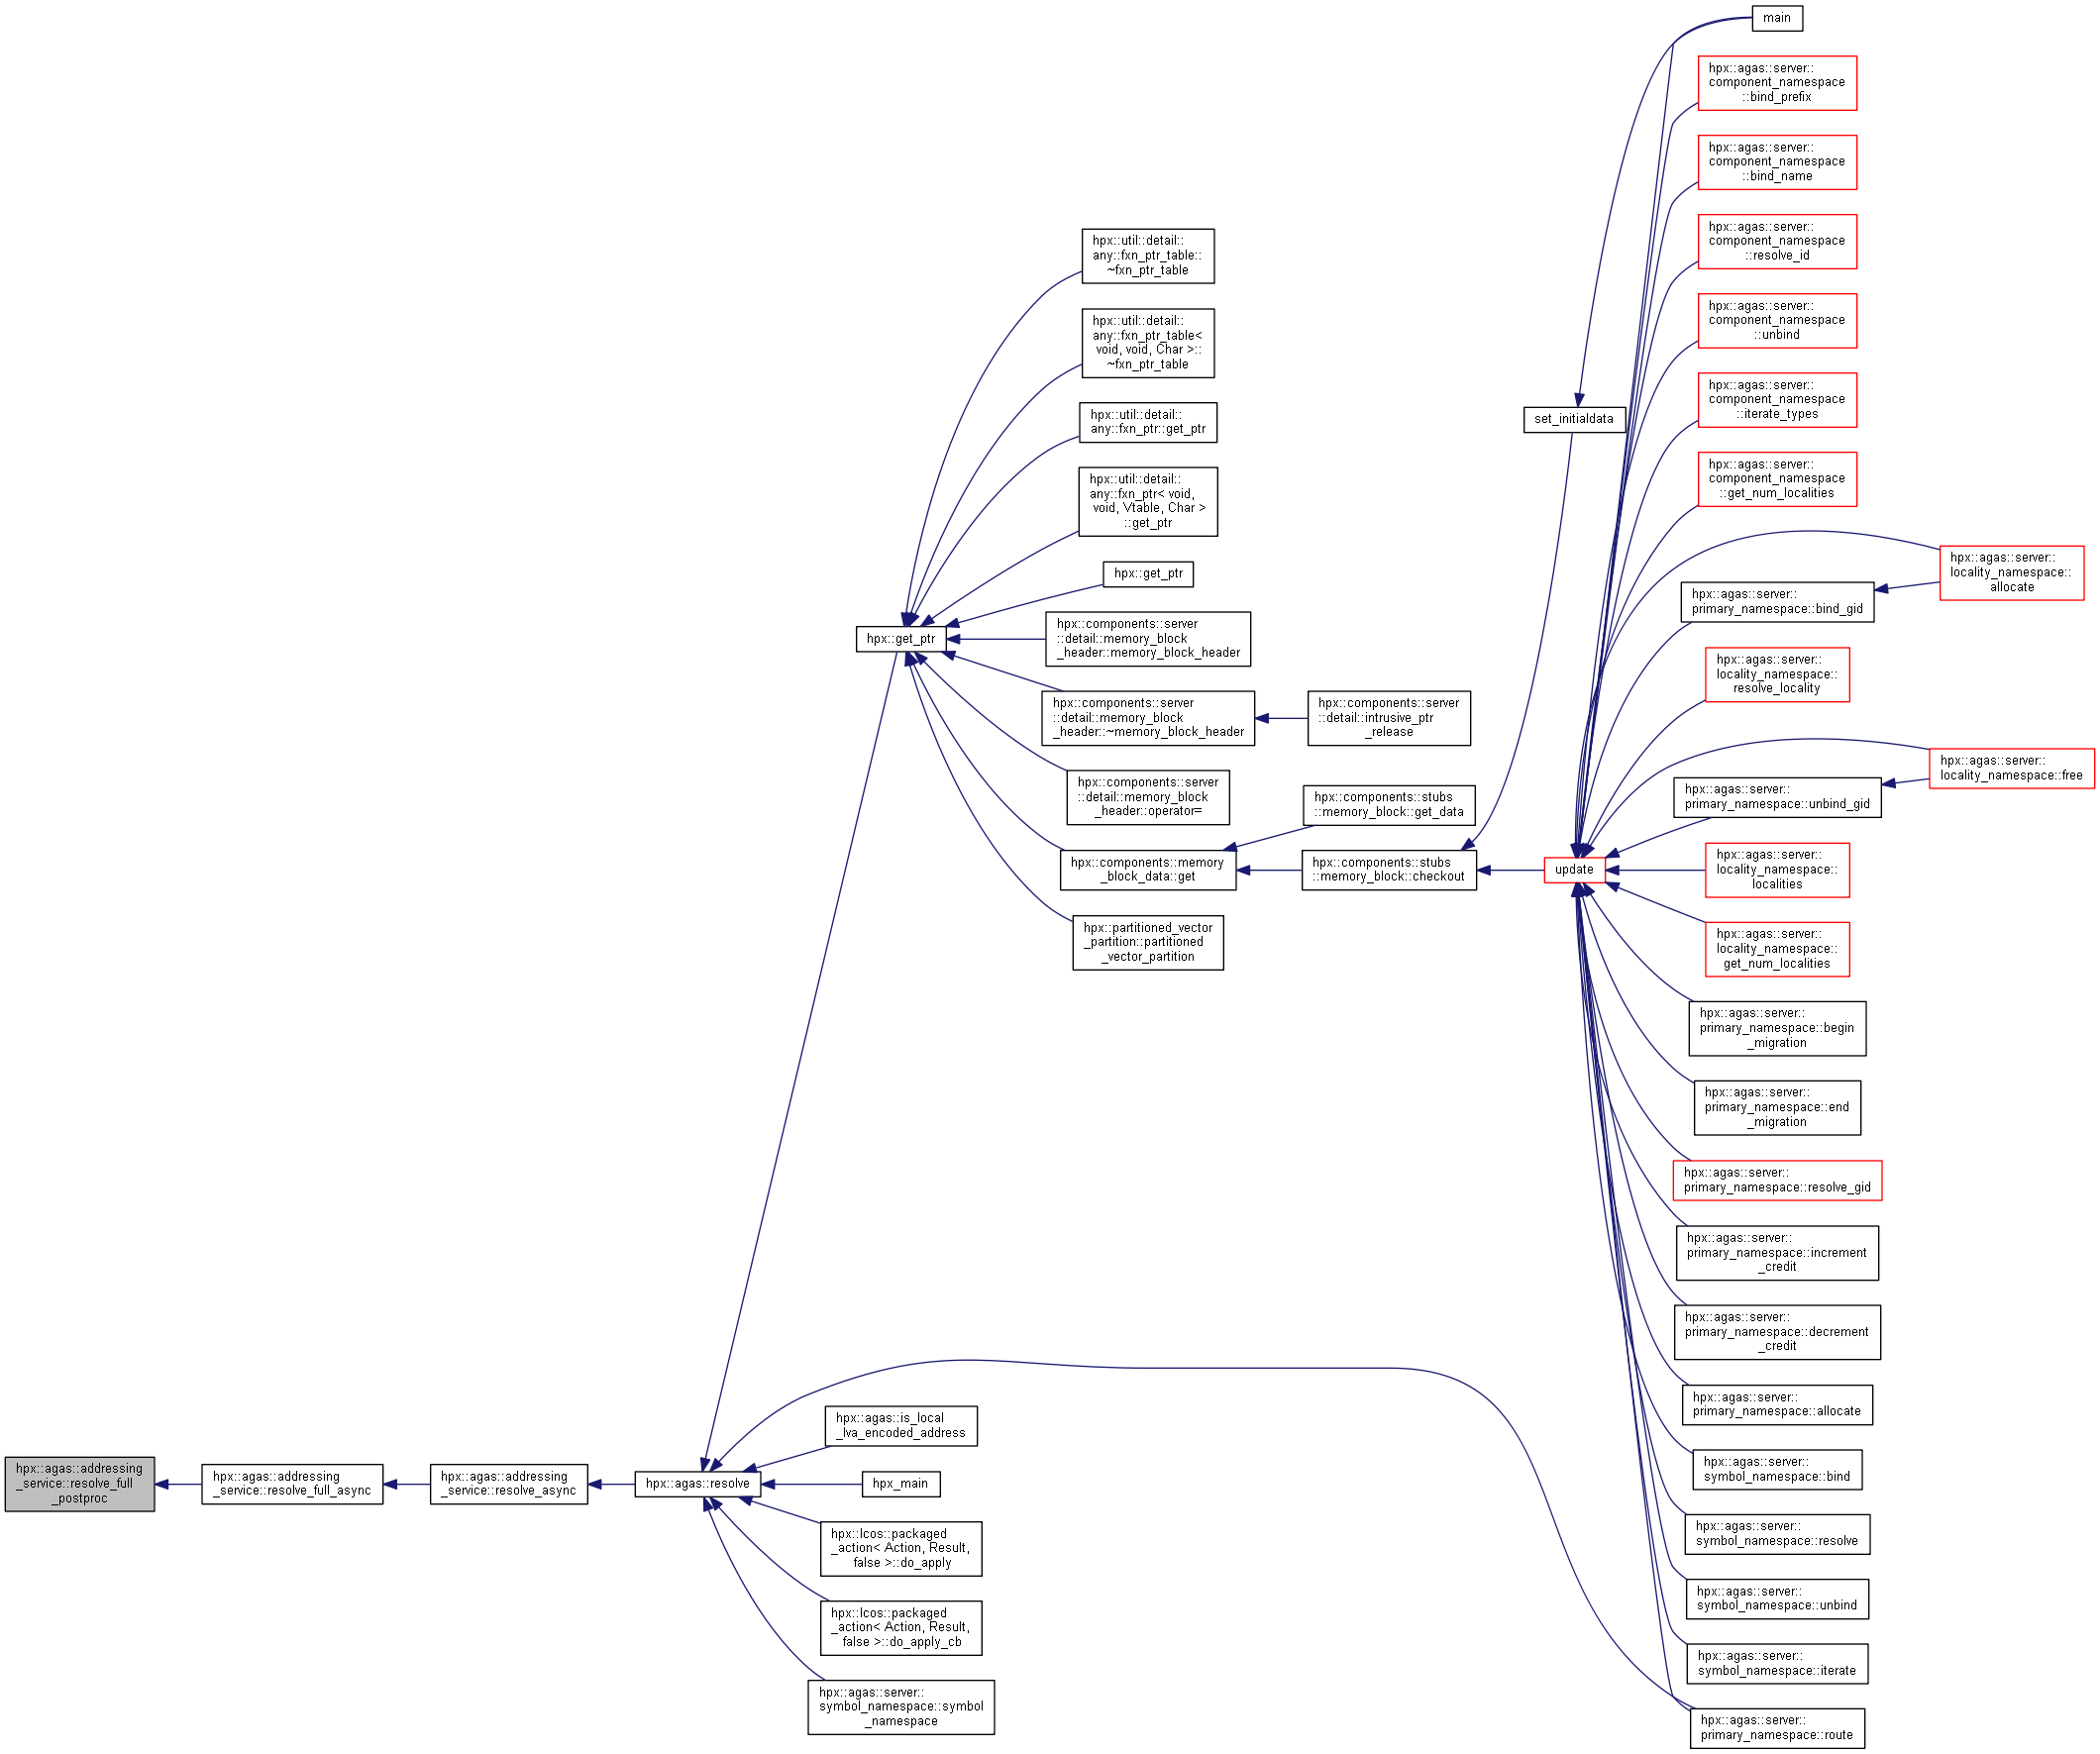 main
hpx::agas::server::
component_namespace
::bind_prefix
hpx::agas::server::
component_namespace
::bind_name
hpx::agas::server::
component_namespace
::resolve_id
hpx::agas::server::
component_namespace
::unbind
hpx::agas::server::
component_namespace
::iterate_types
hpx::agas::server::
component_namespace
::get_num_localities
hpx::agas::server::
locality_namespace::
allocate
hpx::agas::server::
primary_namespace::bind_gid
hpx::agas::server::
locality_namespace::
resolve_locality
hpx::agas::server::
locality_namespace::free
hpx::agas::server::
primary_namespace::unbind_gid
hpx::agas::server::
locality_namespace::
localities
hpx::agas::server::
locality_namespace::
get_num_localities
hpx::agas::server::
primary_namespace::begin
_migration
hpx::agas::server::
primary_namespace::end
_migration
hpx::agas::server::
primary_namespace::resolve_gid
hpx::agas::server::
primary_namespace::increment
_credit
hpx::agas::server::
primary_namespace::decrement
_credit
hpx::agas::server::
primary_namespace::allocate
hpx::agas::server::
symbol_namespace::bind
hpx::agas::server::
symbol_namespace::resolve
hpx::agas::server::
symbol_namespace::unbind
hpx::agas::server::
symbol_namespace::iterate
hpx::agas::server::
primary_namespace::route
set_initialdata
update
hpx::util::detail::
any::fxn_ptr_table::
~fxn_ptr_table
hpx::util::detail::
any::fxn_ptr_table<
void, void, Char >::
~fxn_ptr_table
hpx::util::detail::
any::fxn_ptr::get_ptr
hpx::util::detail::
any::fxn_ptr< void,
void, Vtable, Char >
::get_ptr
hpx::get_ptr
hpx::get_ptr
hpx::components::server
::detail::memory_block
_header::memory_block_header
hpx::components::server
::detail::memory_block
_header::~memory_block_header
hpx::components::server
::detail::intrusive_ptr
_release
hpx::components::server
::detail::memory_block
_header::operator=
hpx::components::stubs
::memory_block::get_data
hpx::components::memory
_block_data::get
hpx::components::stubs
::memory_block::checkout
hpx::partitioned_vector
_partition::partitioned
_vector_partition
hpx::agas::is_local
_lva_encoded_address
hpx::agas::addressing
_service::resolve_full
_postproc
hpx::agas::addressing
_service::resolve_full_async
hpx::agas::addressing
_service::resolve_async
hpx::agas::resolve
hpx_main
hpx::lcos::packaged
_action< Action, Result,
false >::do_apply
hpx::lcos::packaged
_action< Action, Result,
false >::do_apply_cb
hpx::agas::server::
symbol_namespace::symbol
_namespace